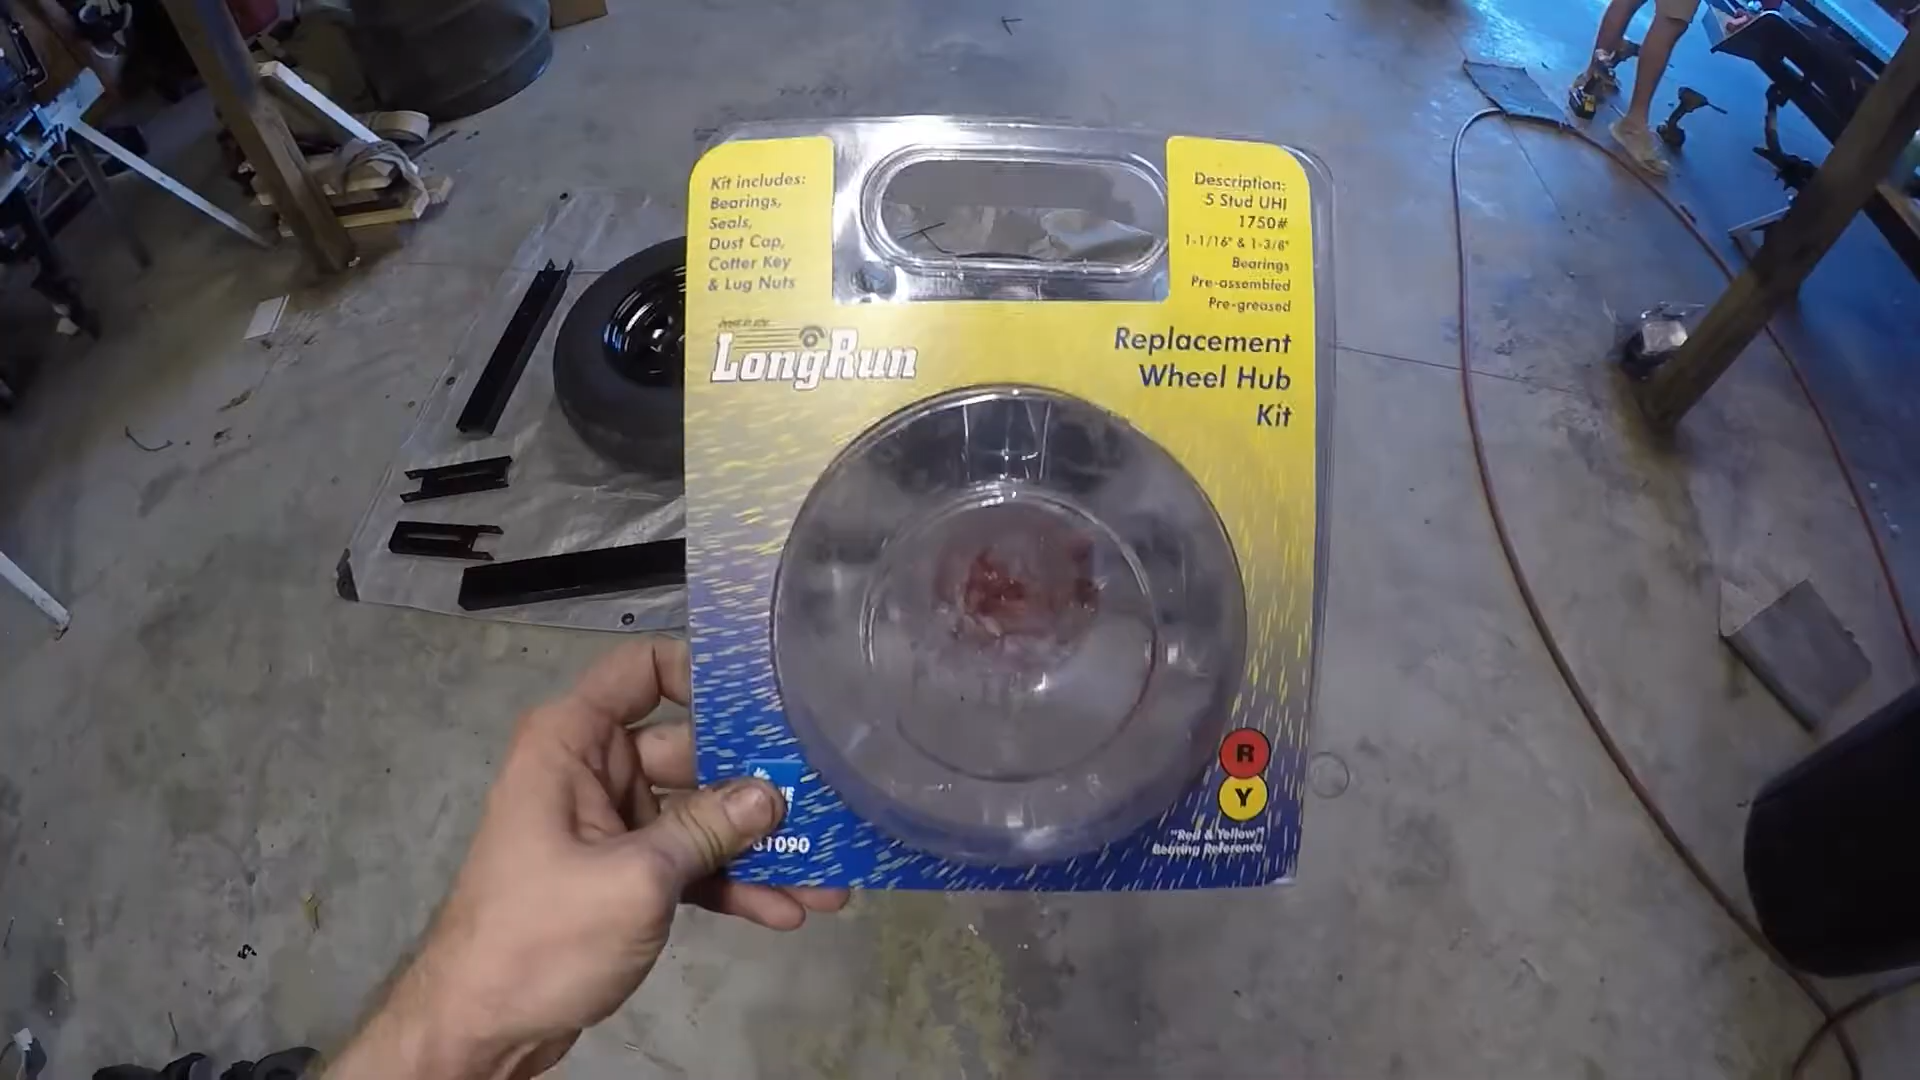 Kit includes:
Bearings,
Seals,
Dust Cap,
Cotter Key
& Lug Nuts
Description:
5 Stud UHI
1750#
1-1/16" & 1-3/8"
Bearings
Pre-assembled
Pre-greased
LongRun
Replacement
Wheel Hub
Kit
R
Y
"Red & Yellow"
Bearing Reference
1090